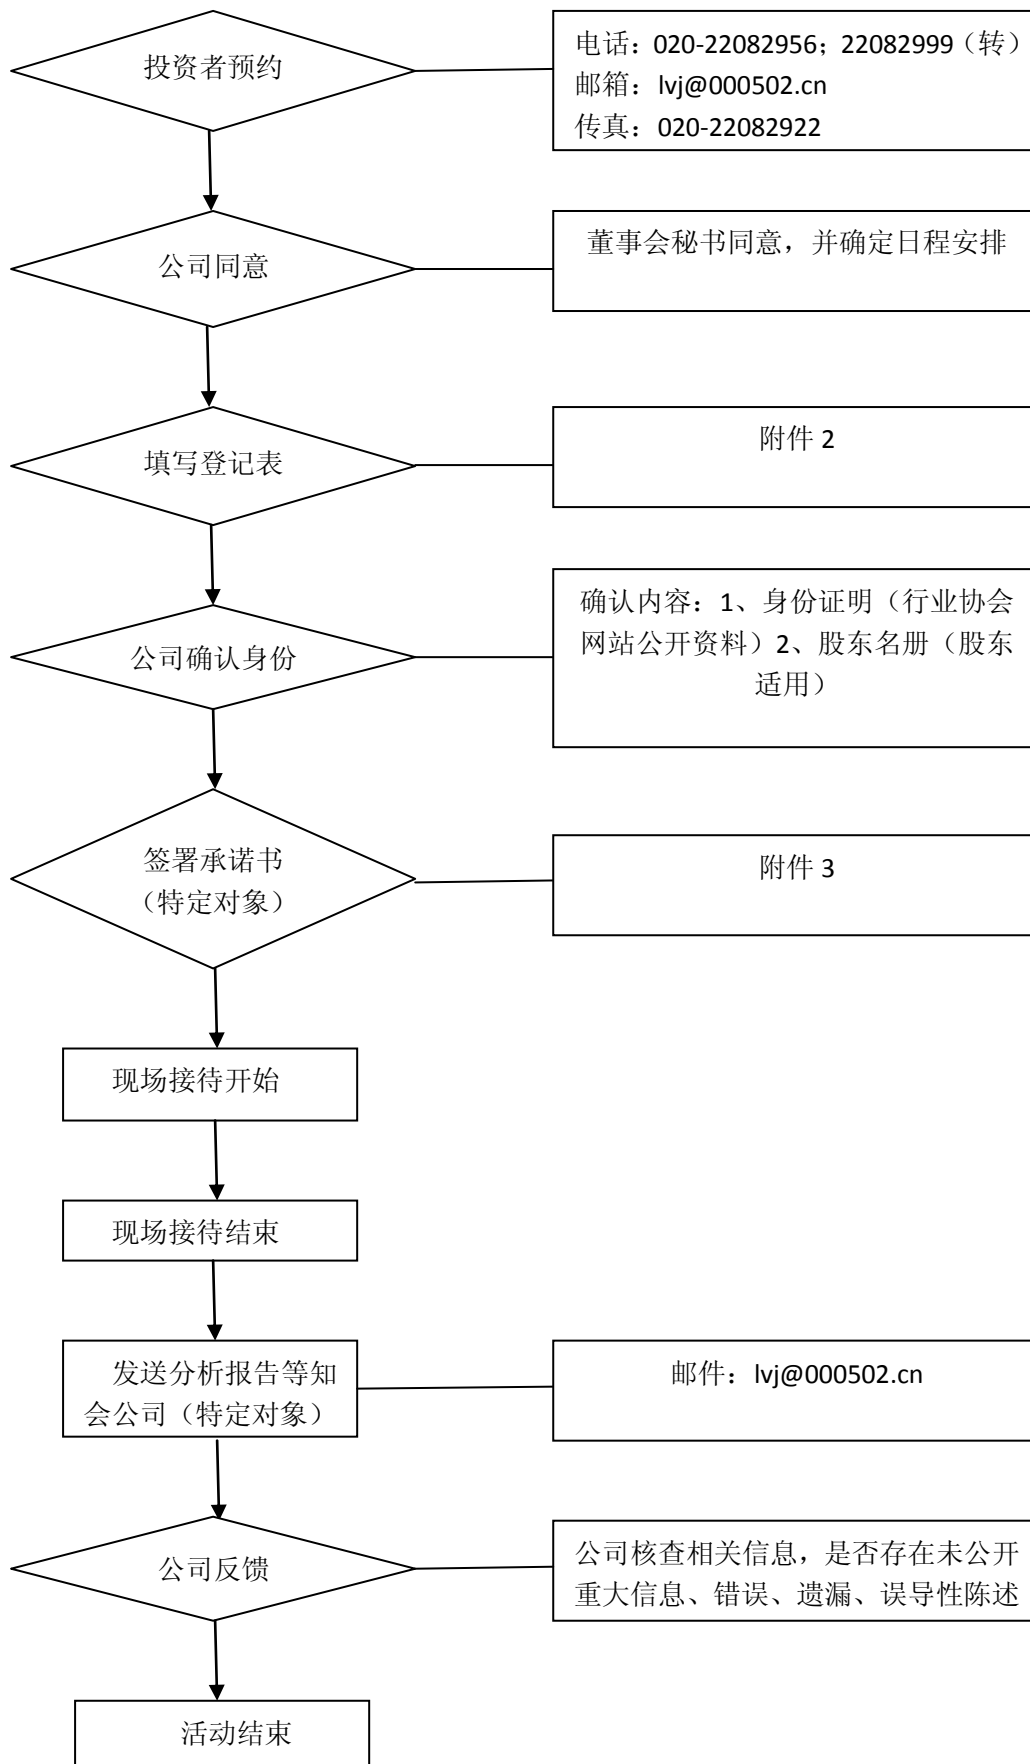 投资者预约
电话：020-22082956；22082999（转）
邮箱：lvj@000502.cn
传真：020-22082922
公司同意
董事会秘书同意，并确定日程安排
填写登记表
附件 2
公司确认身份
确认内容：1、身份证明（行业协会
网站公开资料）2、股东名册（股东
适用）
签署承诺书
（特定对象）
附件 3
现场接待开始
现场接待结束
发送分析报告等知
会公司（特定对象）
邮件：lvj@000502.cn
公司反馈
公司核查相关信息，是否存在未公开
重大信息、错误、遗漏、误导性陈述
活动结束